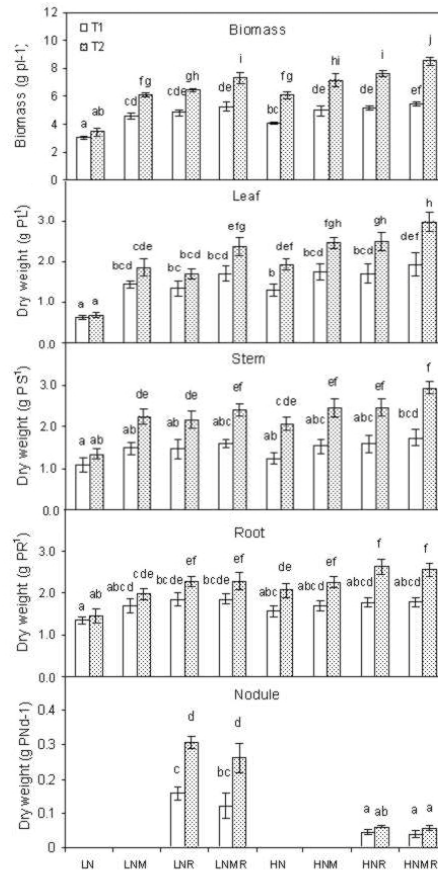 12
T1
T2
Biomass
10
8
6
4
2
0
Biomass (g pl-1)
a ab cd fg cde gh de i bc fg de hi de i ef j
Leaf
3.0
2.0
1.0
0.0
Dry weight (g PL¹)
a a bcd cde bc bcd bcd efg b def bcd fgh bcd gh def h
Stem
3.0
2.0
1.0
0.0
Dry weight (g PS¹)
a ab ab de ab de abc ef ab cde abc ef abc ef bcd f
Root
3.0
2.0
1.0
0.0
Dry weight (g PR¹)
a ab abcd cde bcde ef bcde ef abc de abcd ef abcd f abcd f
Nodule
0.4
0.3
0.2
0.1
0
Dry weight (g PNd-1)
c d bc d a ab a a
LN LNM LNR LNMR HN HNM HNR HNMR